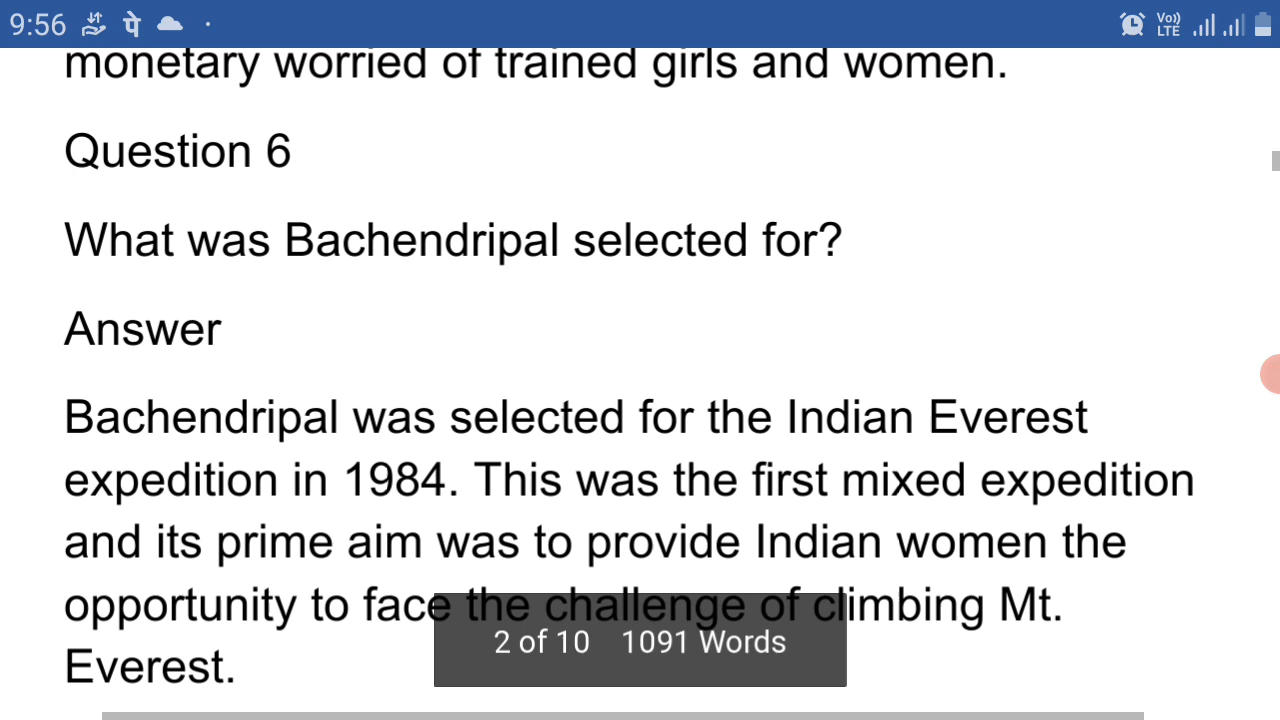 9:56 पे Vo)) LTE
monetary worried of trained girls and women.
Question 6
What was Bachendripal selected for?
Answer
Bachendripal was selected for the Indian Everest
expedition in 1984. This was the first mixed expedition
and its prime aim was to provide Indian women the
opportunity to face the challenge of climbing Mt.
Everest.
2 of 10 1091 Words